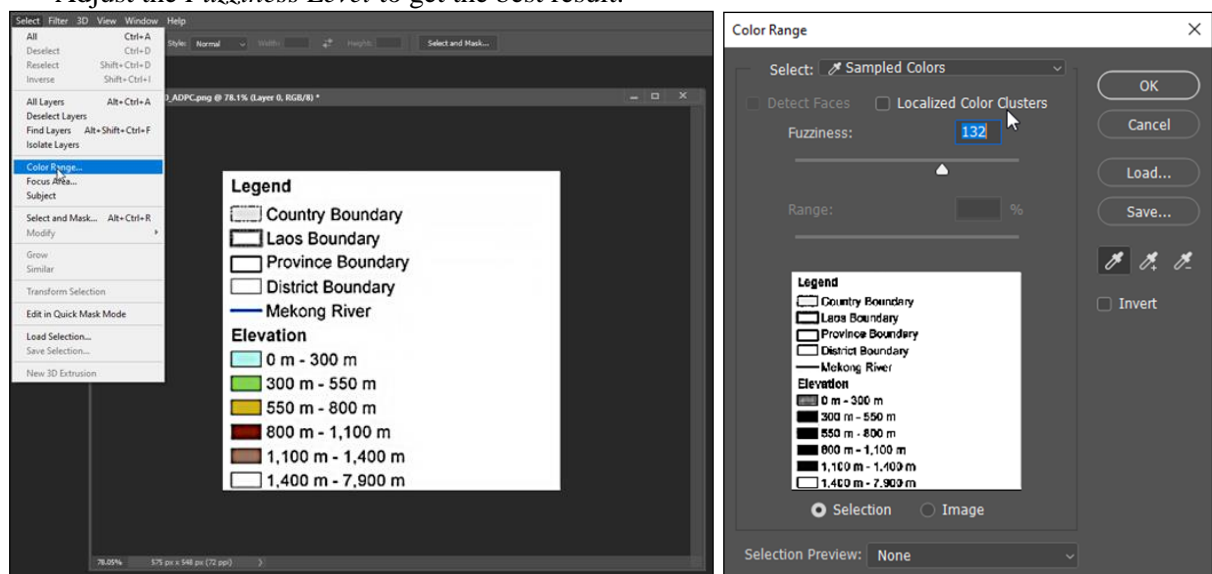 Adjust the Fuzziness Level to get the best result.
Select Filter 3D View Window Help
All Ctrl+A
Deselect Ctrl+D
Reselect Shift+Ctrl+D
Inverse Shift+Ctrl+I
All Layers Alt+Ctrl+A
Deselect Layers
Find Layers Alt+Shift+Ctrl+F
Isolate Layers
Color Range...
Focus Area...
Subject
Select and Mask... Alt+Ctrl+R
Modify
Grow
Similar
Transform Selection
Edit in Quick Mask Mode
Load Selection...
Save Selection...
New 3D Extrusion
Style: Normal Width: Height: Select and Mask...
_ADPC.png @ 78.1% (Layer 0, RGB/8) *
Legend
Country Boundary
Laos Boundary
Province Boundary
District Boundary
Mekong River
Elevation
0 m - 300 m
300 m - 550 m
550 m - 800 m
800 m - 1,100 m
1,100 m - 1,400 m
1,400 m - 7,900 m
78.05% 575 px x 548 px (72 ppi)
Color Range
Select: Sampled Colors
Detect Faces Localized Color Clusters
Fuzziness: 132
Range: %
Legend
Country Boundary
Laos Boundary
Province Boundary
District Boundary
Mekong River
Elevation
0 m - 300 m
300 m - 550 m
550 m - 800 m
800 m - 1,100 m
1,100 m - 1,400 m
1,400 m - 7,900 m
Selection Image
Selection Preview: None
OK
Cancel
Load...
Save...
Invert